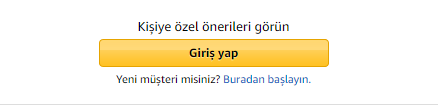 Kişiye özel önerileri görün
Giriş yap
Yeni müşteri misiniz? Buradan başlayın.